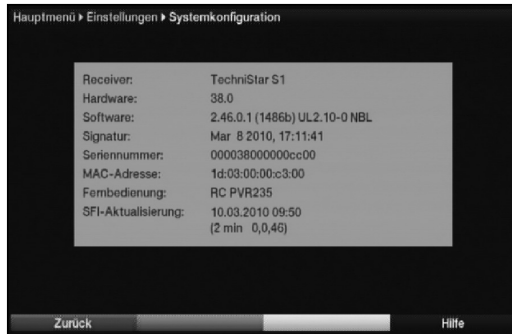 Hauptmenü ▸ Einstellungen ▸ Systemkonfiguration
Receiver: TechniStar S1
Hardware: 38.0
Software: 2.46.0.1 (1486b) UL2.10-0 NBL
Signatur: Mar 8 2010, 17:11:41
Seriennummer: 000038000000cc00
MAC-Adresse: 1d:03:00:00:c3:00
Fernbedienung: RC PVR235
SFI-Aktualisierung: 10.03.2010 09:50
(2 min 0,0,46)
Zurück Hilfe